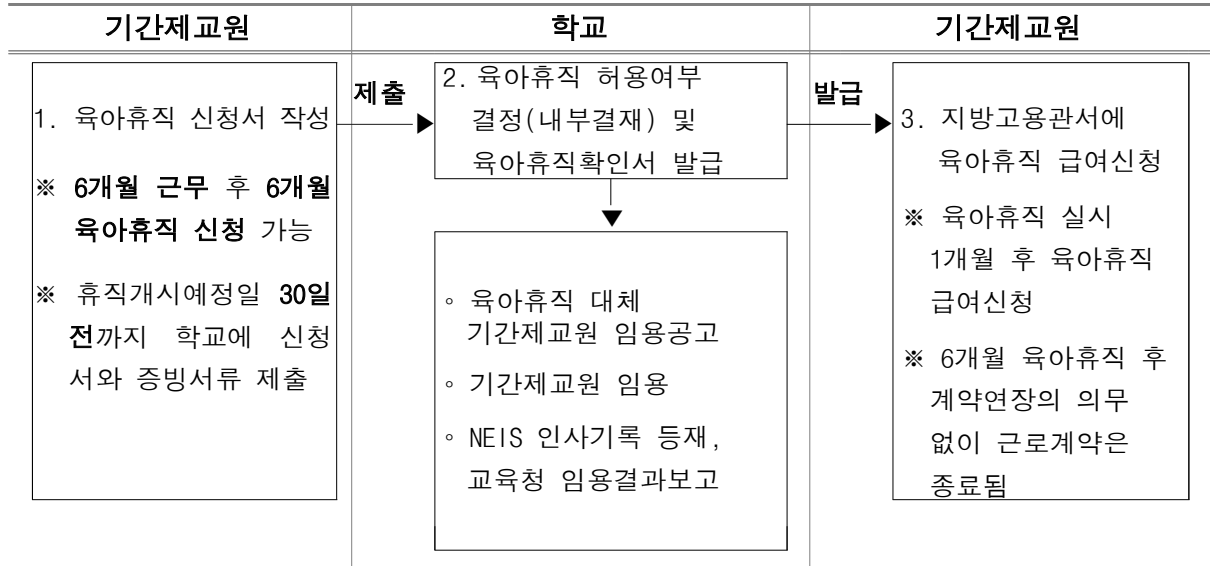 기간제교원
학교
기간제교원
1. 육아휴직 신청서 작성
※ 6개월 근무 후 6개월
육아휴직 신청 가능
※ 휴직개시예정일 30일
전까지 학교에 신청
서와 증빙서류 제출
제출
2. 육아휴직 허용여부
결정(내부결재) 및
육아휴직확인서 발급
◦ 육아휴직 대체
기간제교원 임용공고
◦ 기간제교원 임용
◦ NEIS 인사기록 등재,
교육청 임용결과보고
발급
3. 지방고용관서에
육아휴직 급여신청
※ 육아휴직 실시
1개월 후 육아휴직
급여신청
※ 6개월 육아휴직 후
계약연장의 의무
없이 근로계약은
종료됨